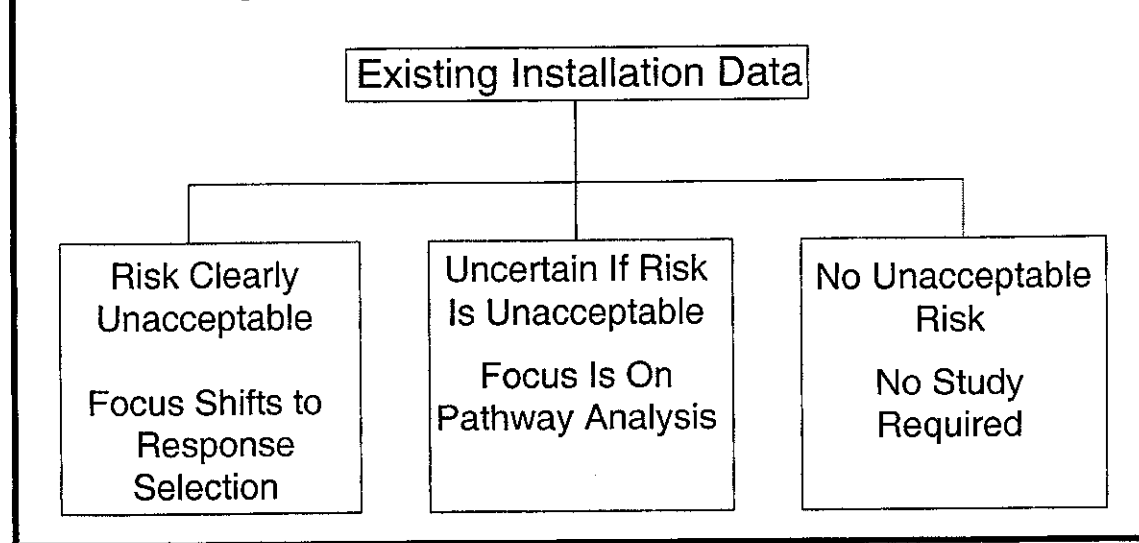 Existing Installation Data
Risk Clearly
Unacceptable
Focus Shifts to
Response
Selection
Uncertain If Risk
Is Unacceptable
Focus Is On
Pathway Analysis
No Unacceptable
Risk
No Study
Required